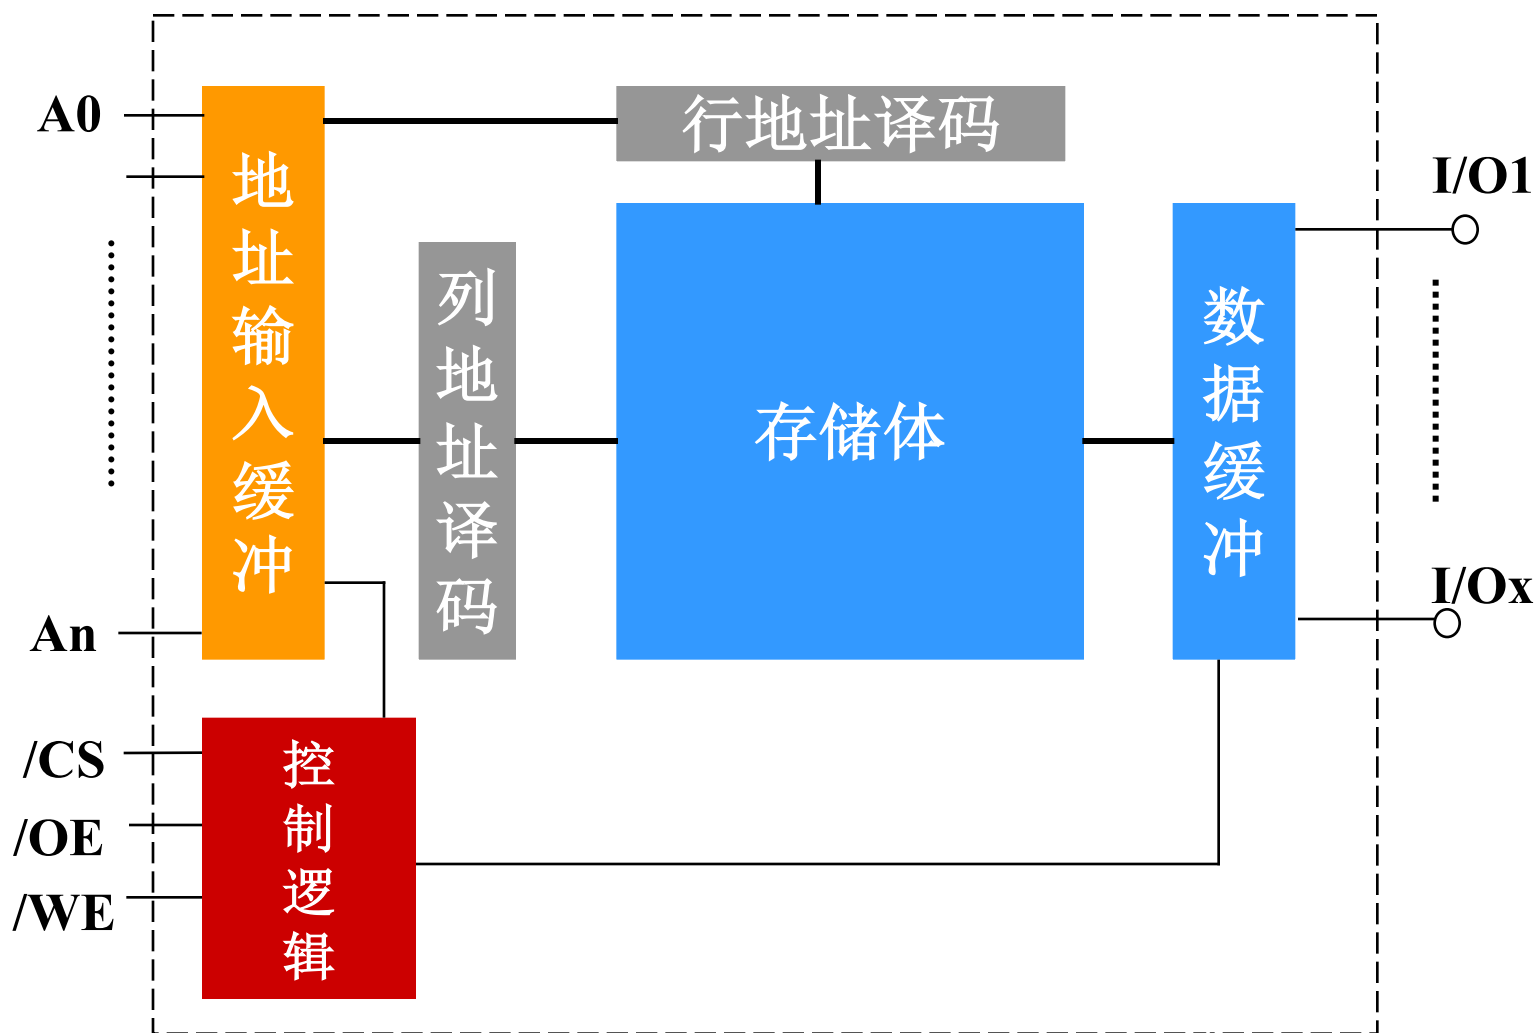 A0
An
/CS
/OE
/WE
地址输入缓冲
控制逻辑
列地址译码
行地址译码
存储体
数据缓冲
I/O1
I/Ox